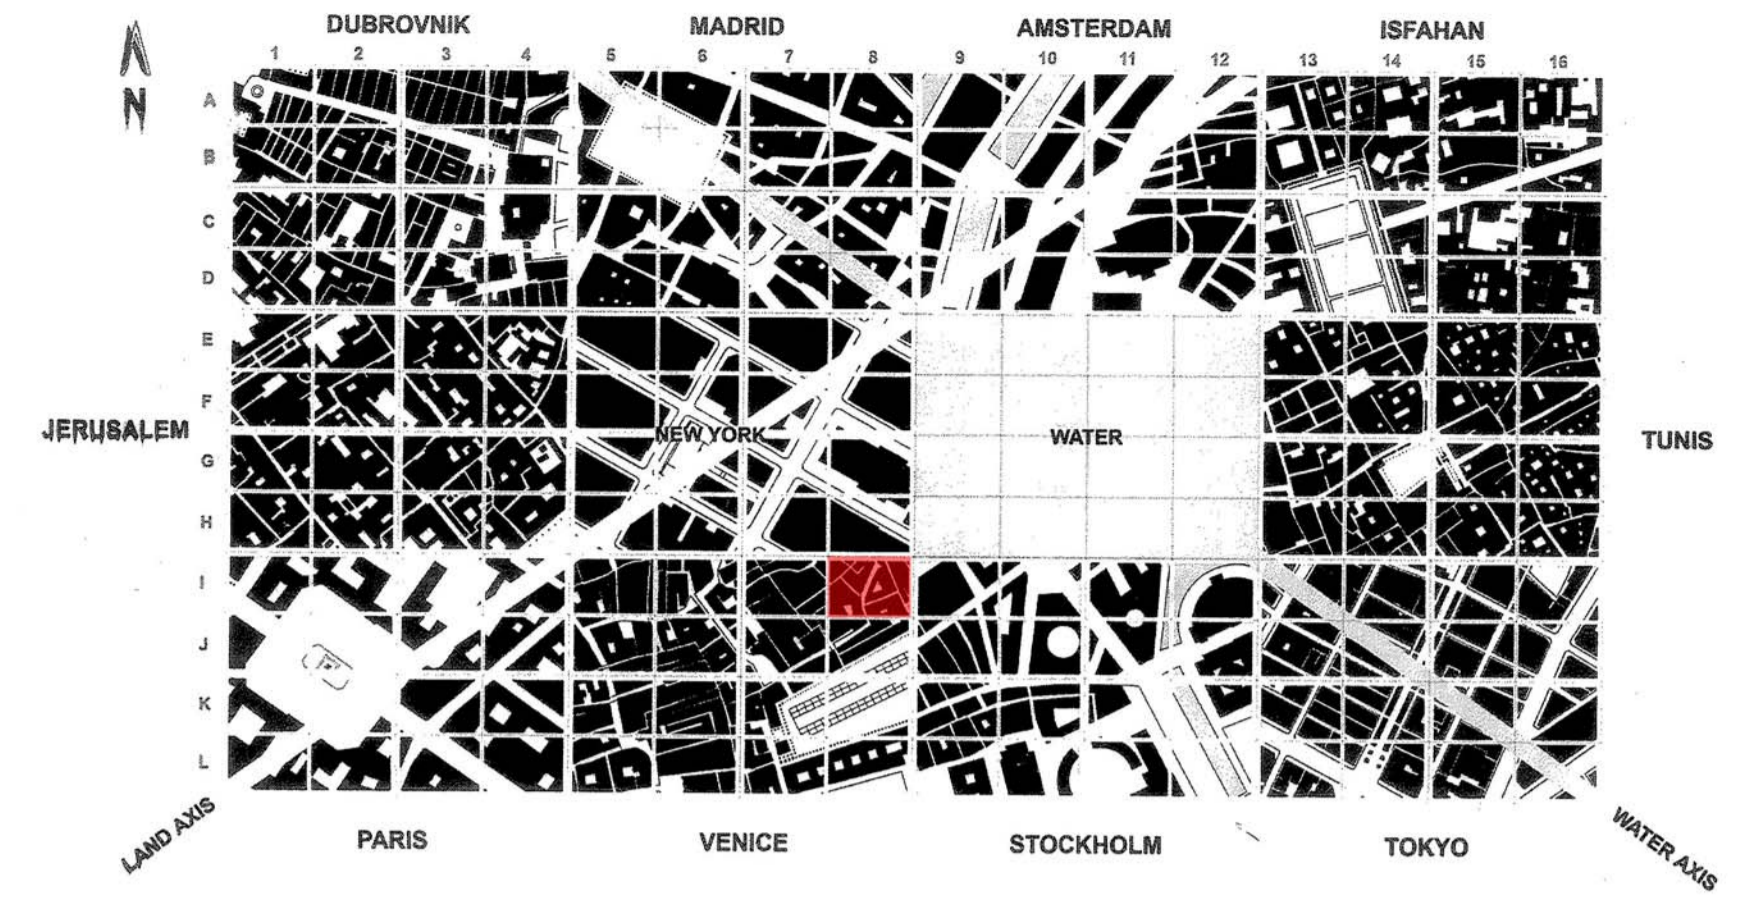 DUBROVNIK MADRID AMSTERDAM ISFAHAN
1 2 3 4 5 6 7 8 9 10 11 12 13 14 15 16
N
A
B
C
D
E
F
JERUSALEM NEW YORK WATER TUNIS
G
H
I
J
K
L
LAND AXIS
WATER AXIS
PARIS VENICE STOCKHOLM TOKYO